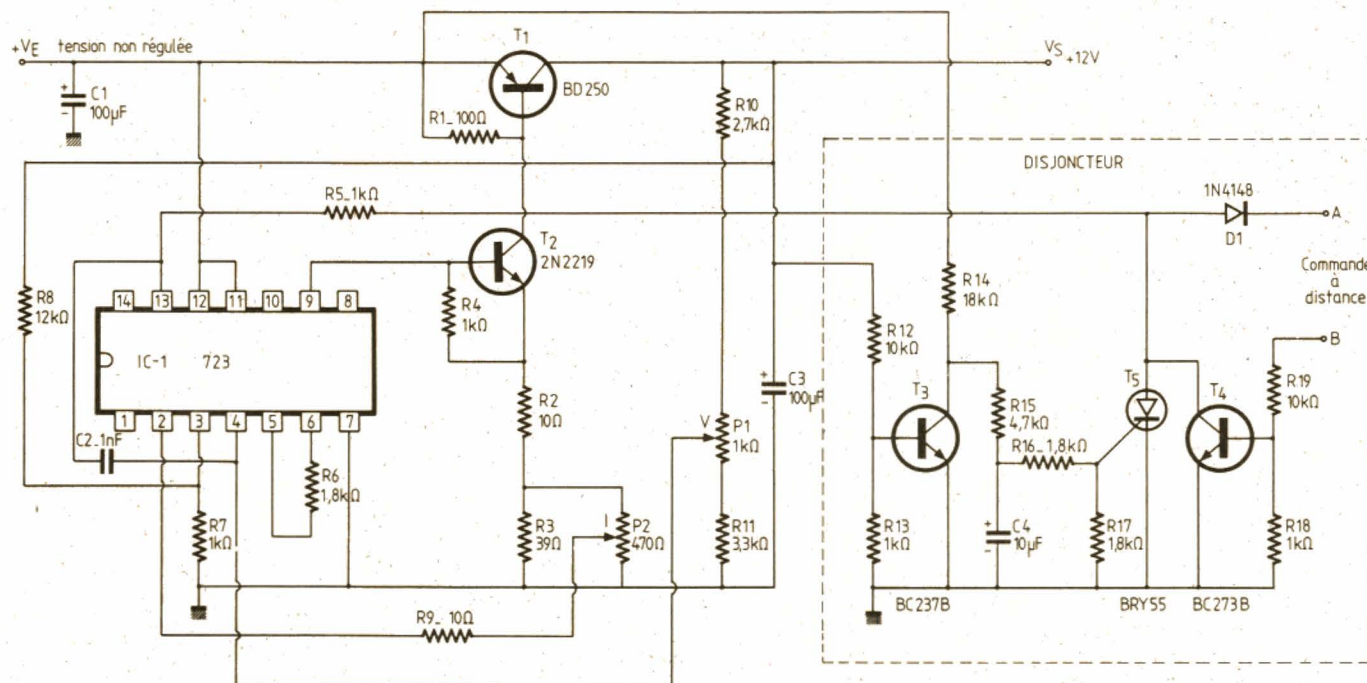 +VE tension non régulée
C1
100µF
T1
BD250
VS +12V
R1_100Ω
R10
2,7kΩ
DISJONCTEUR
R5_1kΩ
1N4148
D1
A
T2
2N2219
R8
12kΩ
14 13 12 11 10 9 8
R4
1kΩ
R14
18kΩ
Commande
à
distance
B
IC-1 723
R12
10kΩ
1 2 3 4 5 6 7
C2_1nF
R2
10Ω
C3
100µF
V
P1
1kΩ
T3
R15
4,7kΩ
R16_1,8kΩ
T5
T4
R19
10kΩ
R6
1,8kΩ
R7
1kΩ
R3
39Ω
I
P2
470Ω
R11
3,3kΩ
R13
1kΩ
C4
10µF
R17
1,8kΩ
R18
1kΩ
BC237B
BRY55
BC273B
R9_10Ω